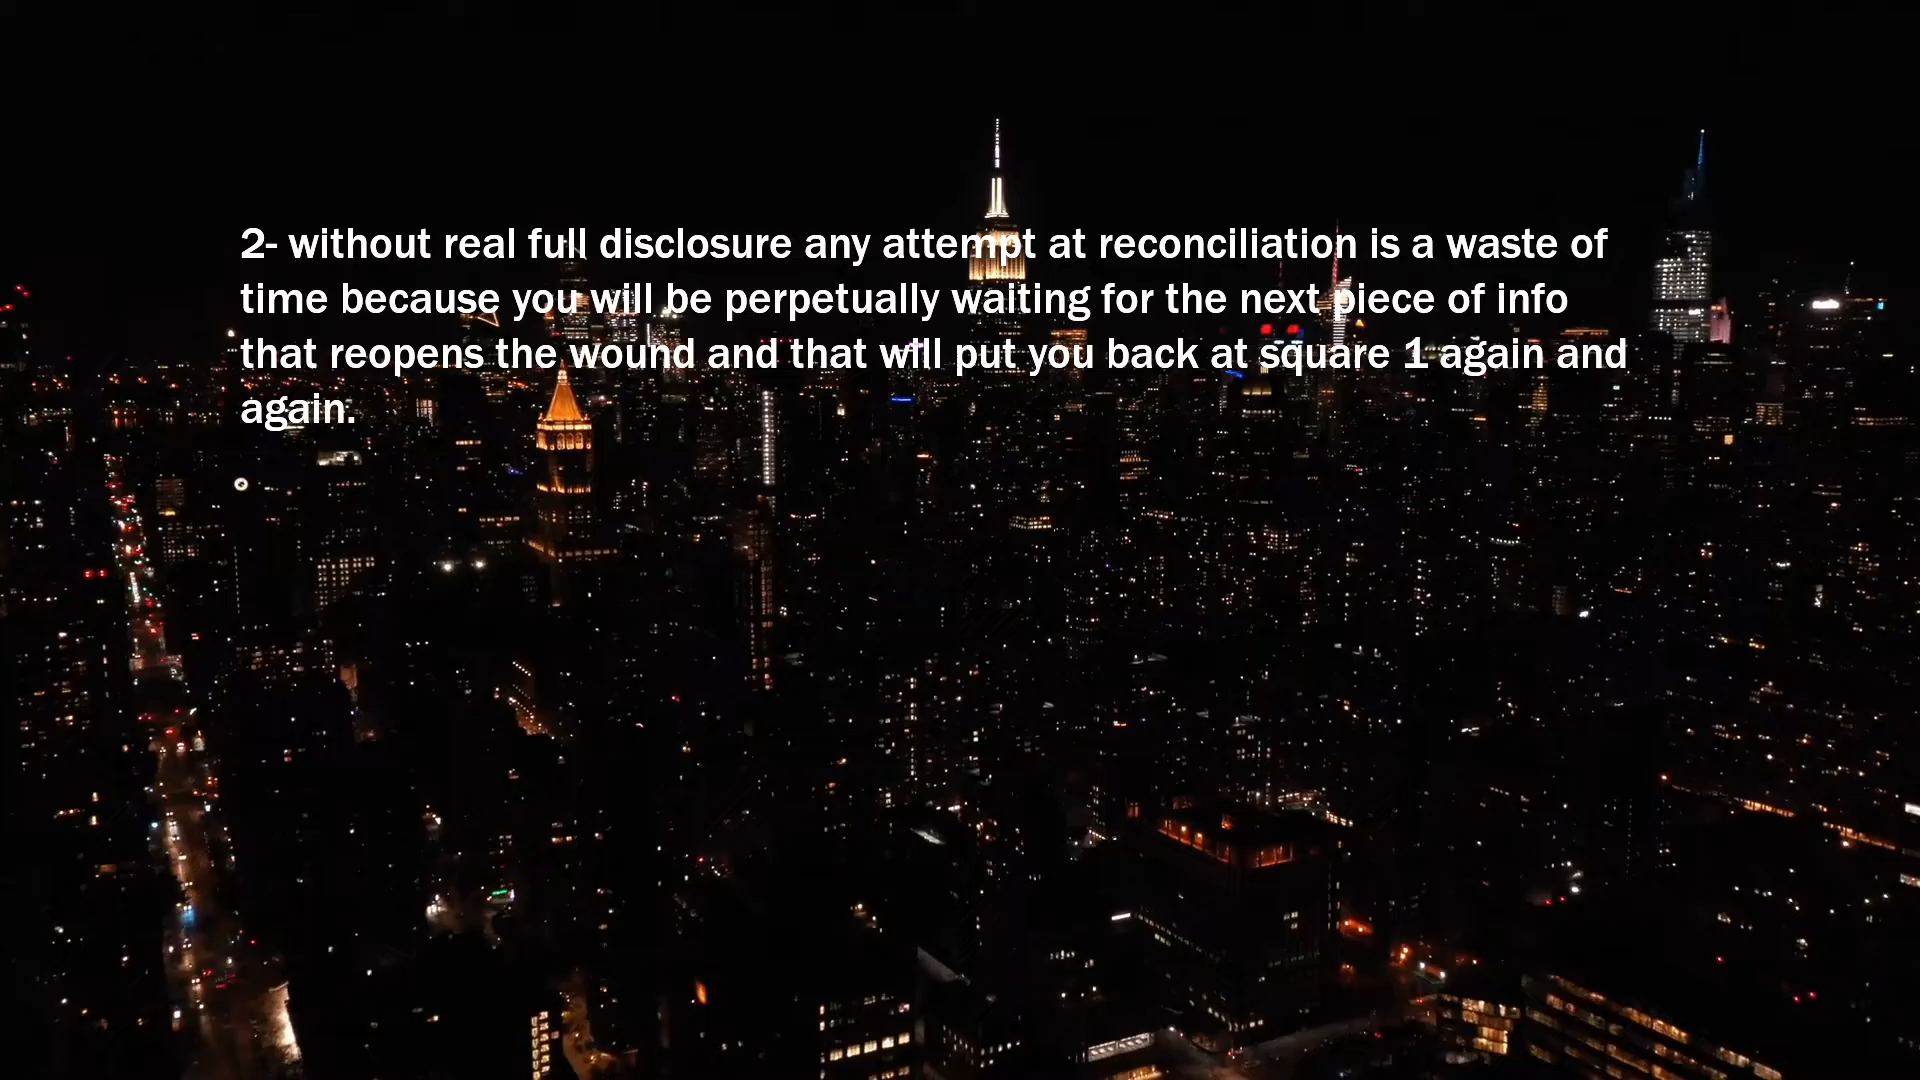 2- without real full disclosure any attempt at reconciliation is a waste of
time because you will be perpetually waiting for the next piece of info
that reopens the wound and that will put you back at square 1 again and
again.